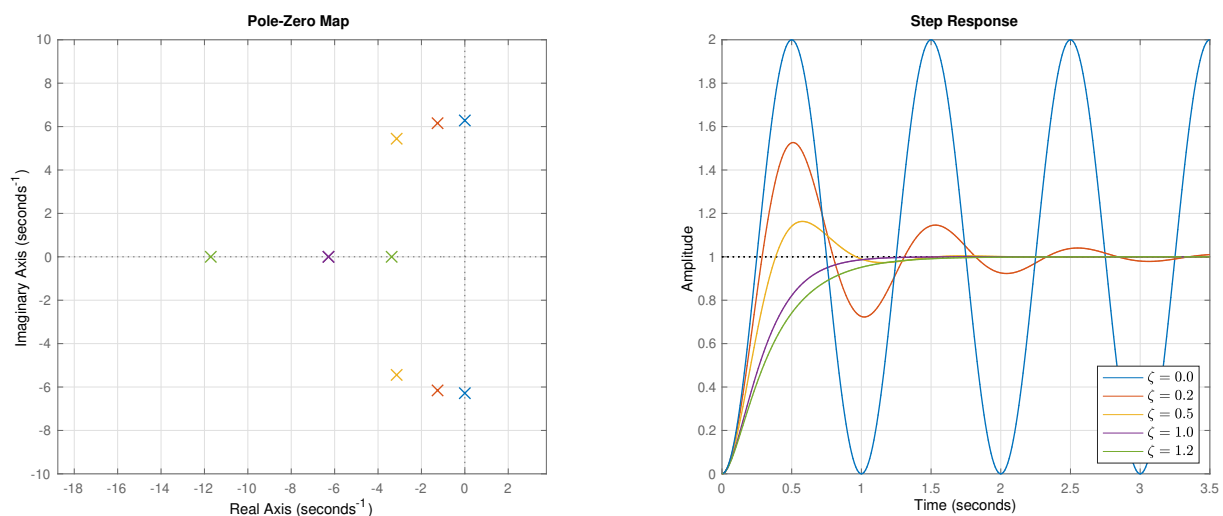 Pole-Zero Map
10
8
6
4
2
0
-2
-4
-6
-8
-10
Imaginary Axis (seconds⁻¹)
-18 -16 -14 -12 -10 -8 -6 -4 -2 0 2
Real Axis (seconds⁻¹)
Step Response
2
1.8
1.6
1.4
1.2
1
0.8
0.6
0.4
0.2
0
Amplitude
0 0.5 1 1.5 2 2.5 3 3.5
Time (seconds)
ζ = 0.0
ζ = 0.2
ζ = 0.5
ζ = 1.0
ζ = 1.2